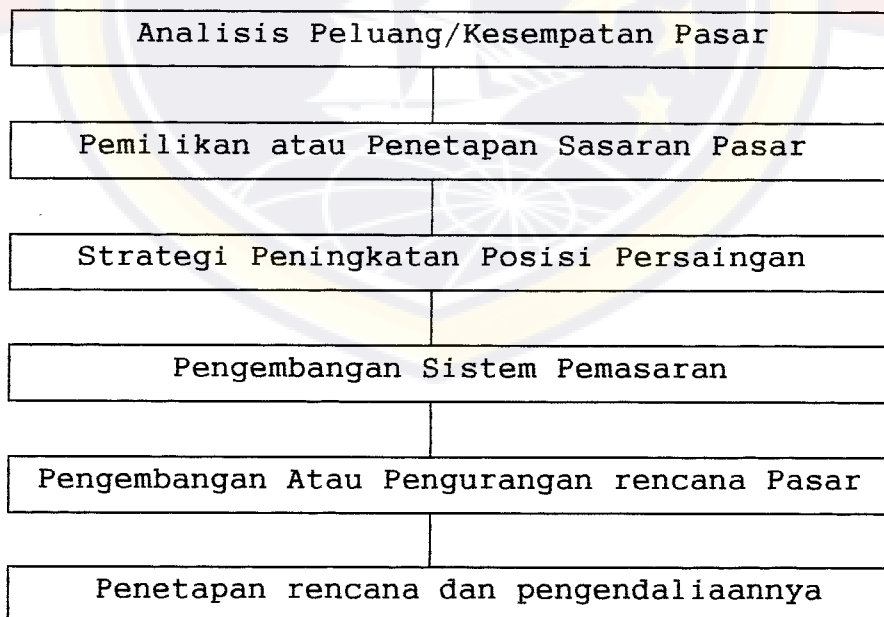 Analisis Peluang/Kesempatan Pasar
Pemilikan atau Penetapan Sasaran Pasar
Strategi Peningkatan Posisi Persaingan
Pengembangan Sistem Pemasaran
Pengembangan Atau Pengurangan rencana Pasar
Penetapan rencana dan pengendaliaannya